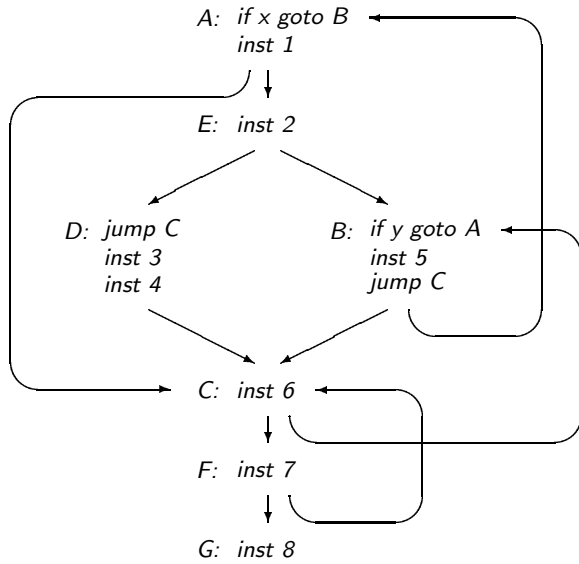 A: if x goto B
inst 1
E: inst 2
D: jump C
inst 3
inst 4
B: if y goto A
inst 5
jump C
C: inst 6
F: inst 7
G: inst 8